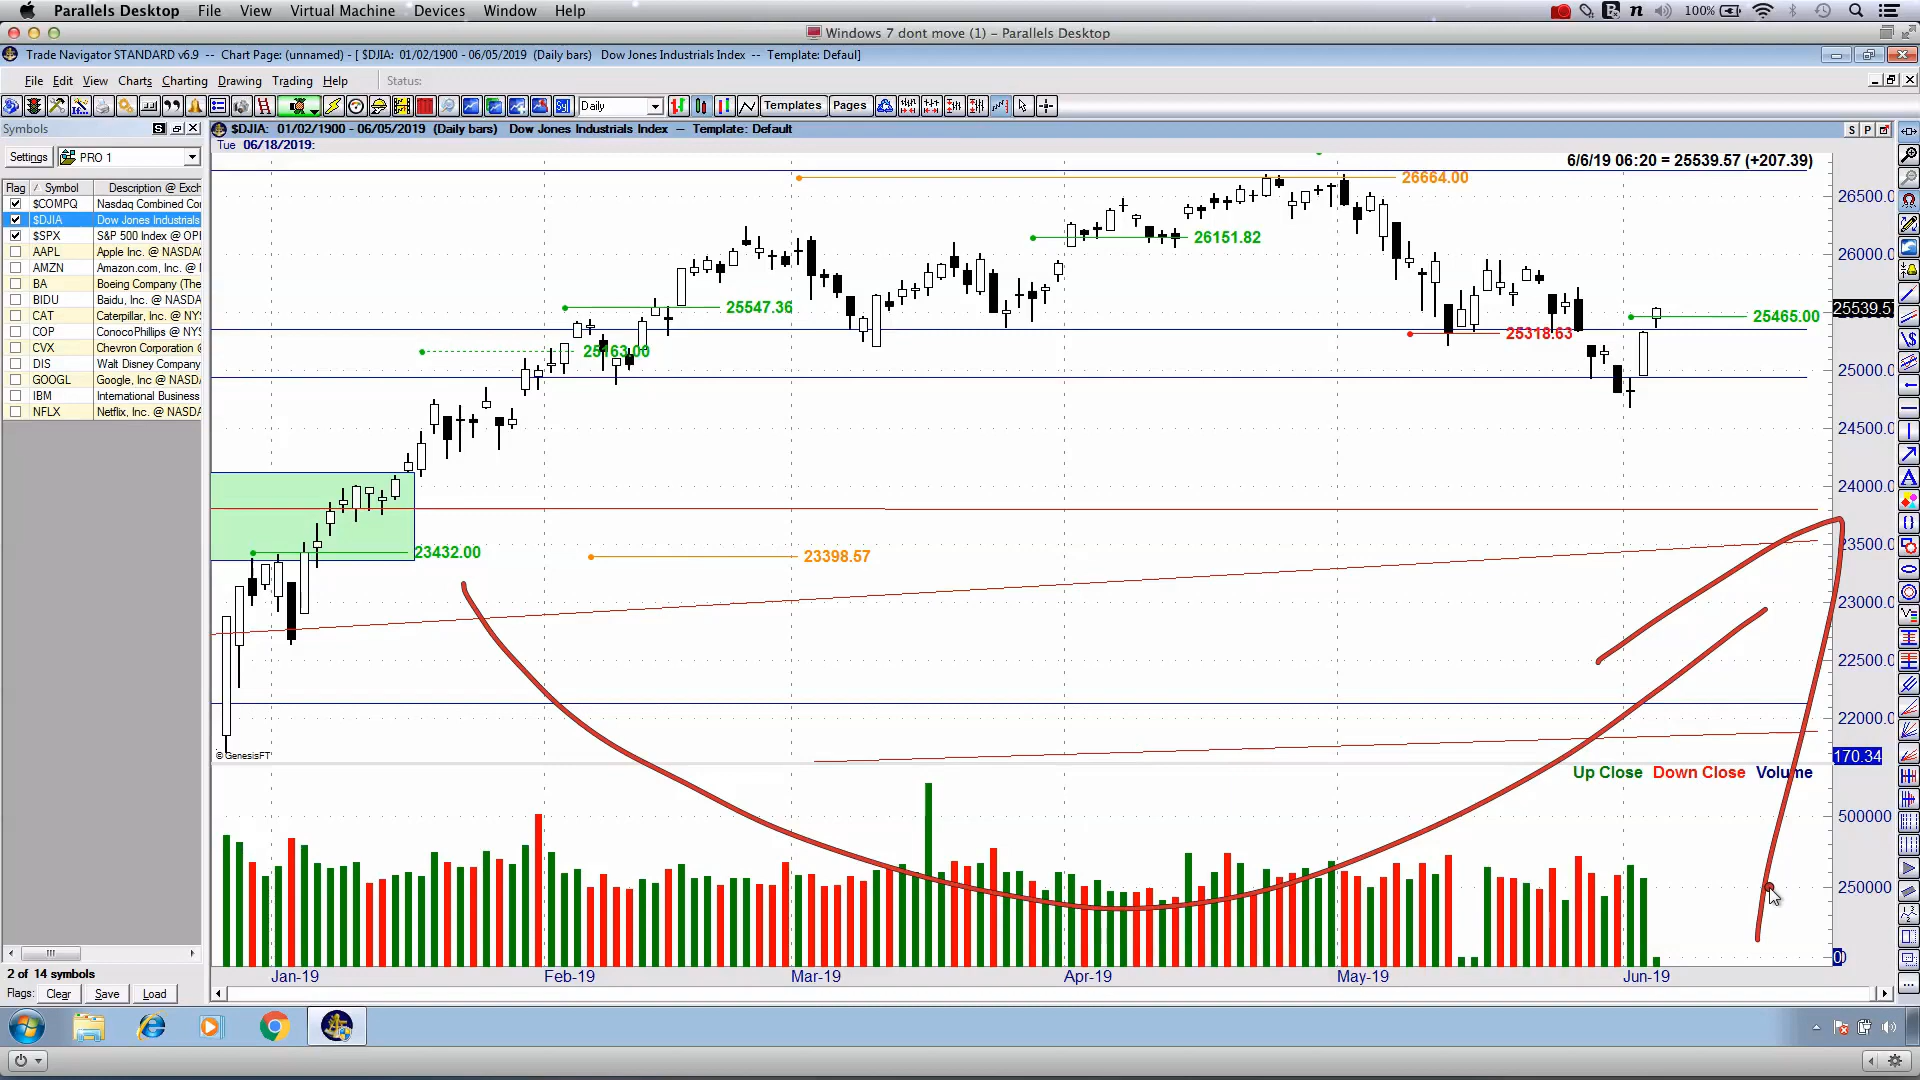 Parallels Desktop File View Virtual Machine Devices Window Help 100%
Windows 7 dont move (1) - Parallels Desktop
Trade Navigator STANDARD v6.9 -- Chart Page: (unnamed) - [ $DJIA: 01/02/1900 - 06/05/2019 (Daily bars) Dow Jones Industrials Index -- Template: Defaul]
File Edit View Charts Charting Drawing Trading Help Status:
Daily Templates Pages
Symbols
$DJIA: 01/02/1900 - 06/05/2019 (Daily bars) Dow Jones Industrials Index -- Template: Default
S P
Tue 06/18/2019:
Settings PRO 1
6/6/19 06:20 = 25539.57 (+207.39)
Flag Symbol Description @ Exch
$COMPQ Nasdaq Combined Co
$DJIA Dow Jones Industrials
$SPX S&P 500 Index @ OPI
AAPL Apple Inc. @ NASDA
AMZN Amazon.com, Inc. @
BA Boeing Company (The
BIDU Baidu, Inc. @ NASDA
CAT Caterpilar, Inc. @ NY
COP ConocoPhillips @ NYS
CVX Chevron Corporation @
DIS Walt Disney Company
GOOGL Google, Inc @ NASDA
IBM International Business
NFLX Netflix, Inc. @ NASDA
26664.00
26151.82
25547.36
25163.00
25318.63
25465.00
23432.00
23398.57
26500.0
26000.0
25539.5
25000.0
24500.0
24000.0
23500.0
23000.0
22500.0
22000.0
170.34
© GenesisFT
Up Close Down Close Volume
500000
250000
0
Jan-19 Feb-19 Mar-19 Apr-19 May-19 Jun-19
2 of 14 symbols
Flags: Clear Save Load